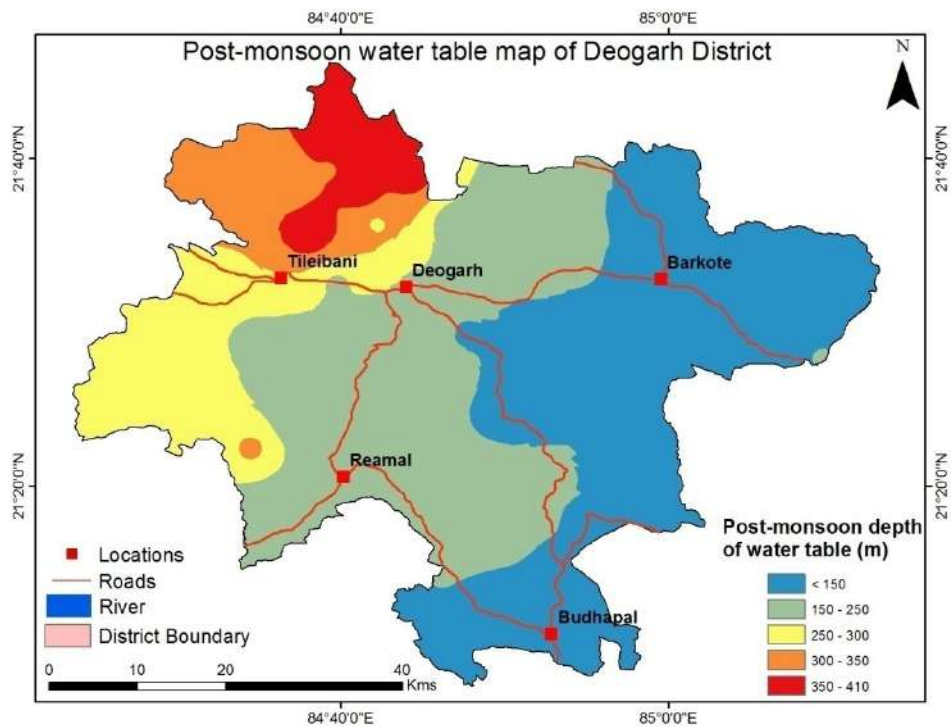 84°40'0"E
85°0'0"E
Post-monsoon water table map of Deogarh District
N
21°40'0"N
21°40'0"N
Tileibani
Deogarh
Barkote
Reamal
21°20'0"N
21°20'0"N
Post-monsoon depth
of water table (m)
< 150
150 - 250
250 - 300
300 - 350
350 - 410
Locations
Roads
River
District Boundary
Budhapal
0
10
20
40
Kms
84°40'0"E
85°0'0"E